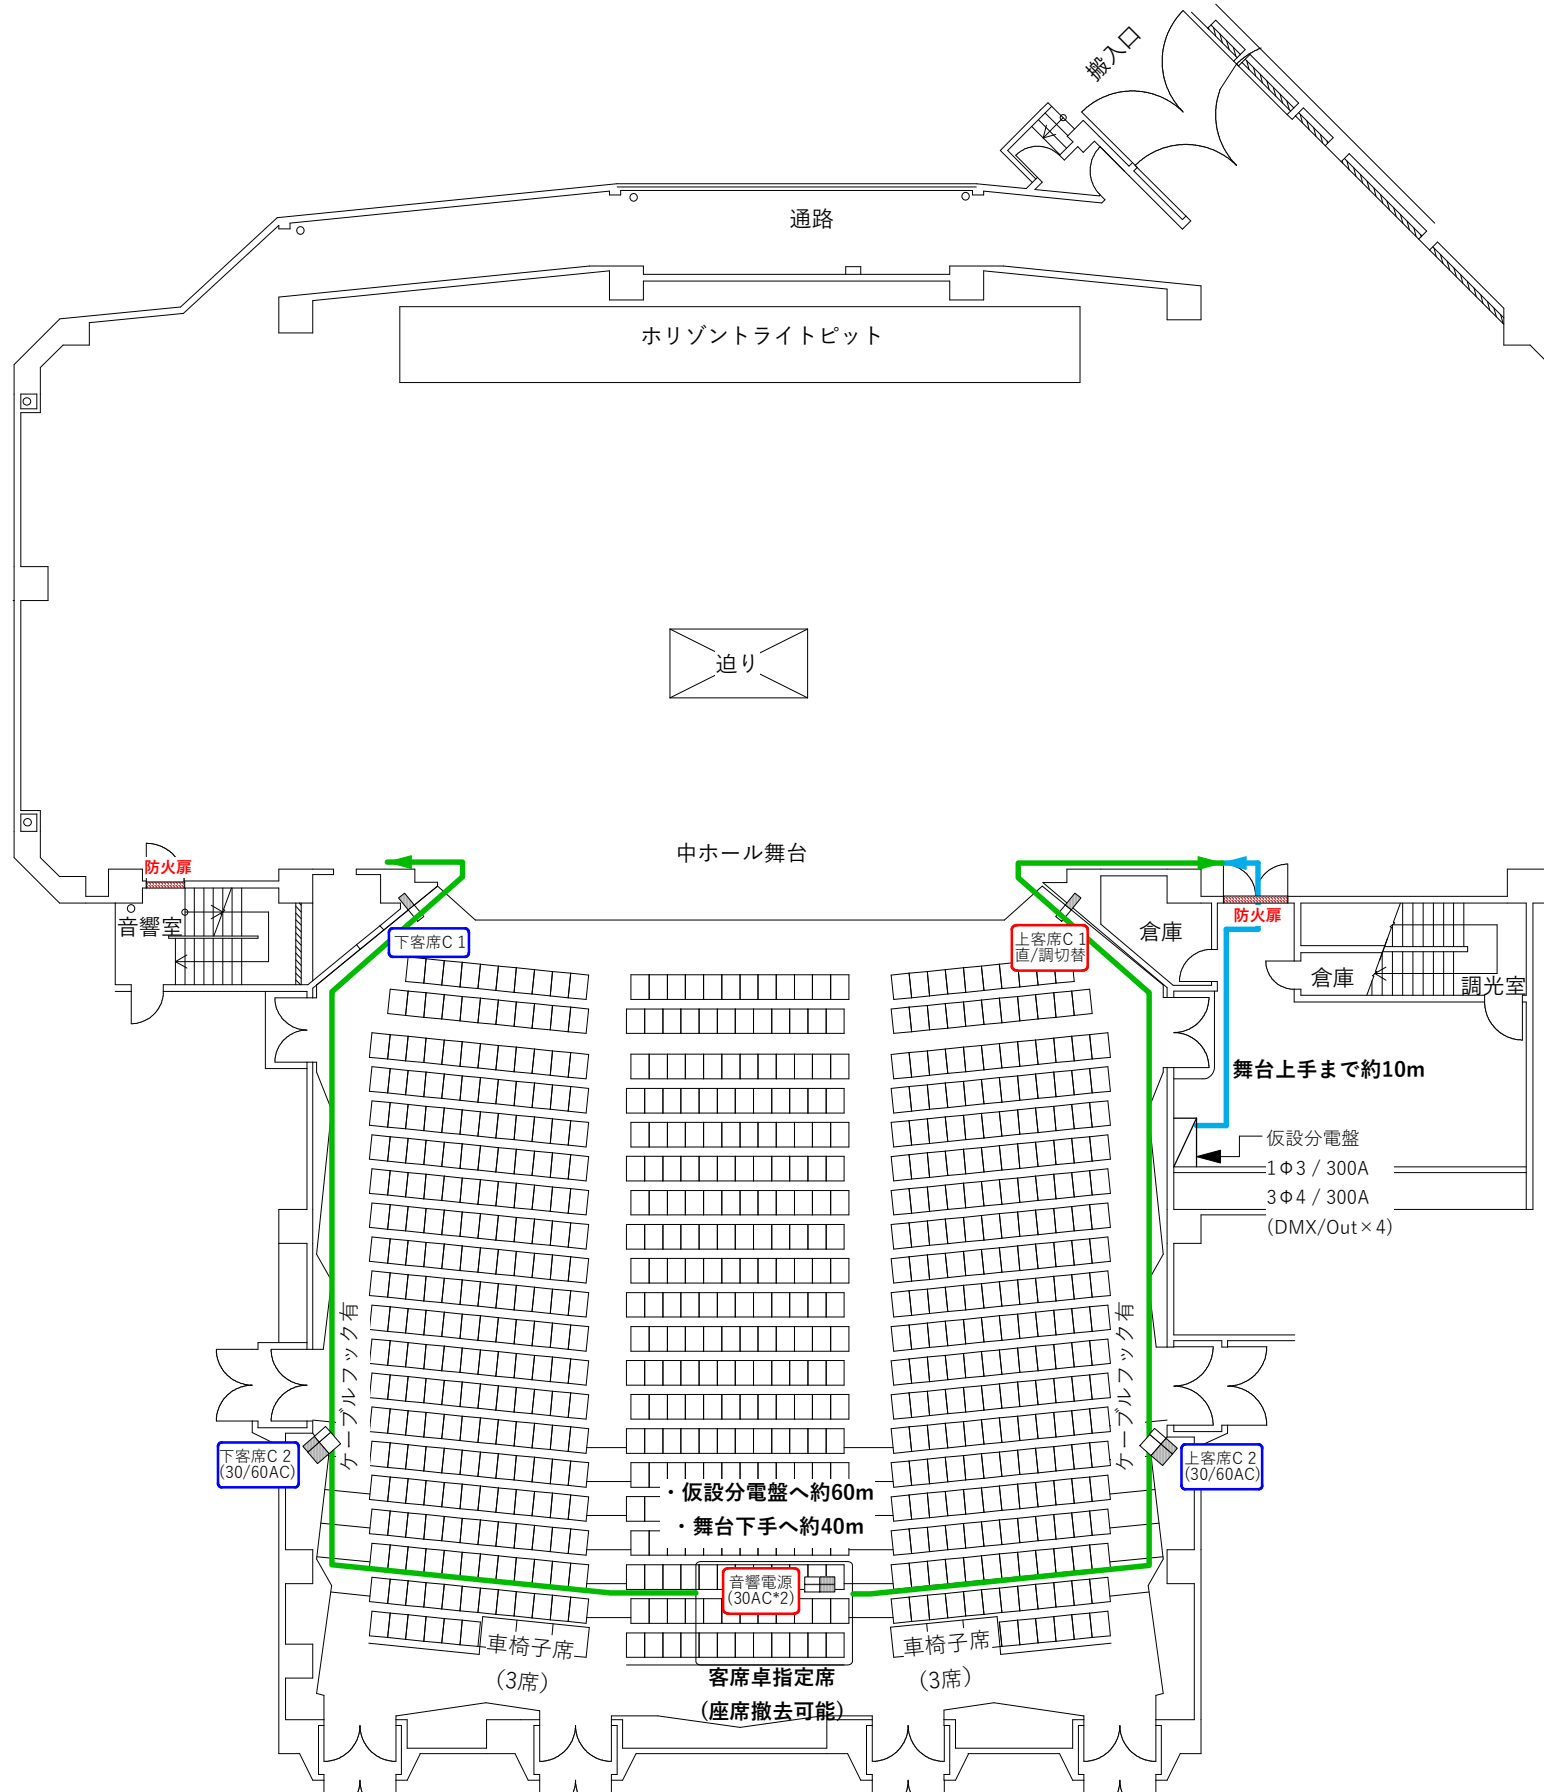 搬入口
通路
ホリゾントライトピット
迫り
中ホール舞台
防火扉
音響室
下客席C 1
上客席C 1
直/調切替
倉庫
防火扉
倉庫
調光室
舞台上手まで約10m
仮設分電盤
1Φ3 / 300A
3Φ4 / 300A
(DMX/Out×4)
ケーブルフック有
ケーブルフック有
下客席C 2
(30/60AC)
上客席C 2
(30/60AC)
・仮設分電盤へ約60m
・舞台下手へ約40m
音響電源
(30AC*2)
車椅子席
(3席)
車椅子席
(3席)
客席卓指定席
(座席撤去可能)